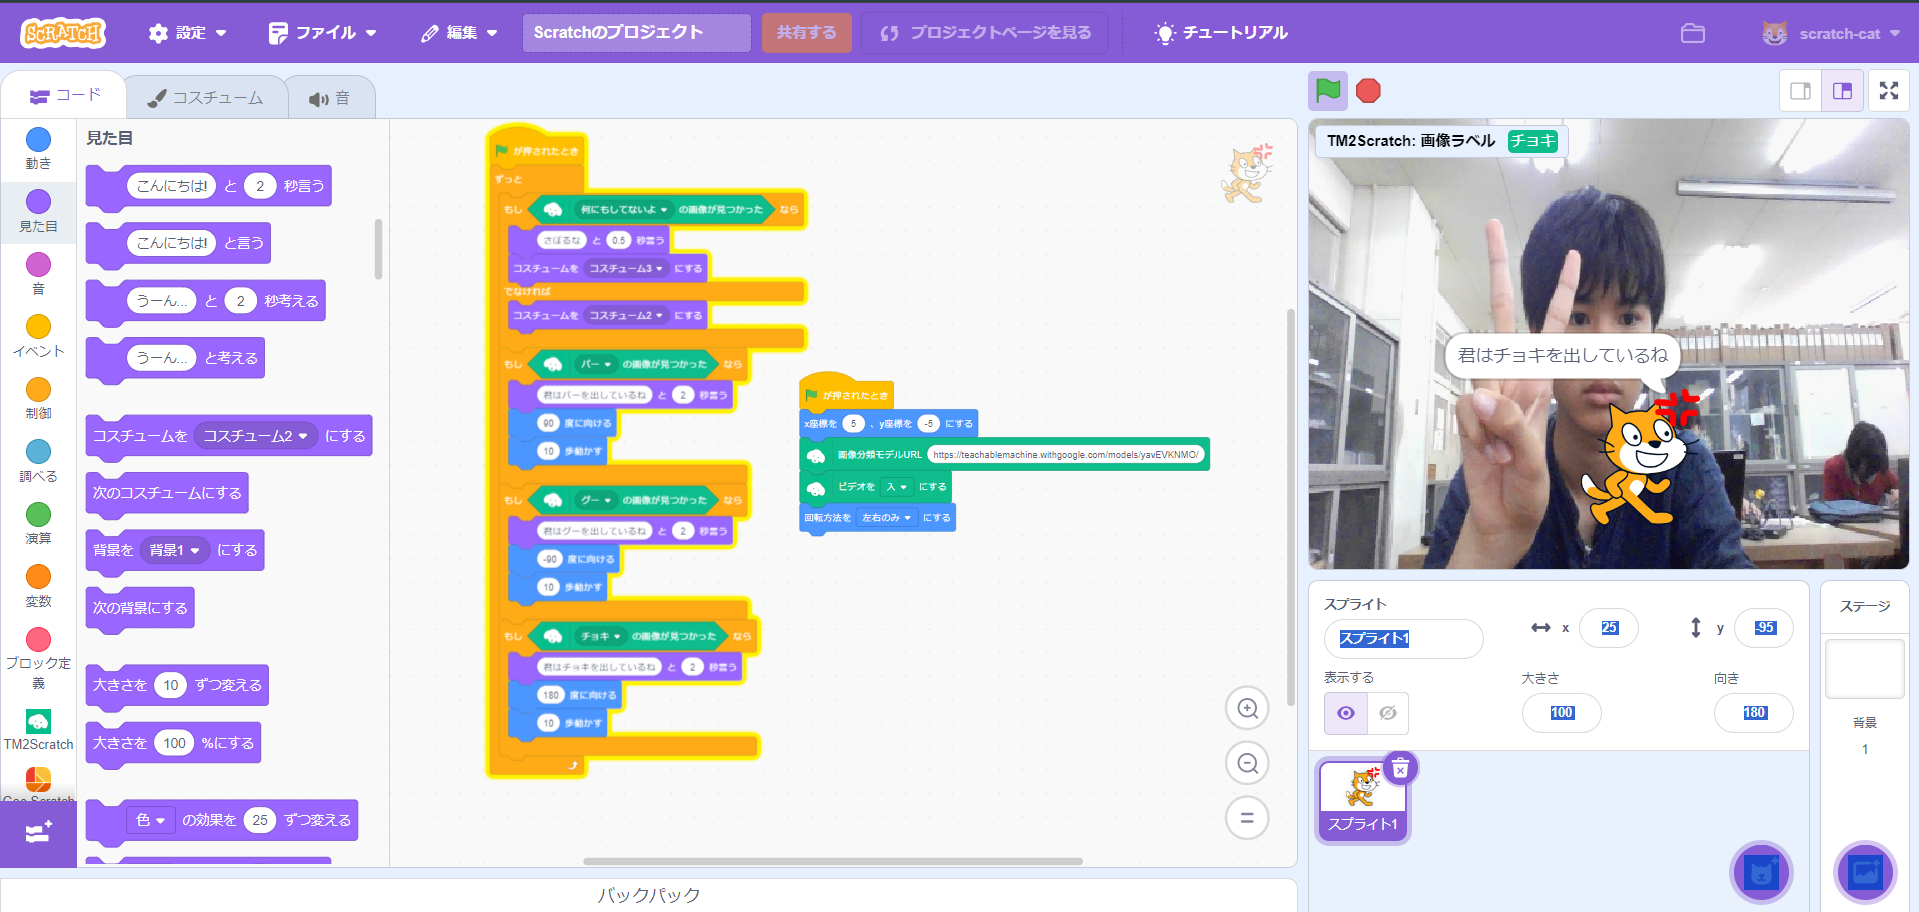 SCRATCH
設定
ファイル
編集
Scratchのプロジェクト
共有する
プロジェクトページを見る
チュートリアル
scratch-cat
コード
コスチューム
音
動き
見た目
音
イベント
制御
調べる
演算
変数
ブロック定
義
TM2Scratch
見た目
こんにちは! と 2 秒言う
こんにちは! と言う
うーん... と 2 秒考える
うーん... と考える
コスチュームを コスチューム2 にする
次のコスチュームにする
背景を 背景1 にする
次の背景にする
大きさを 10 ずつ変える
大きさを 100 %にする
色 の効果を 25 ずつ変える
が押されたとき
ずっと
もし 何にもしてないよ の画像が見つかった なら
さぼるな と 0.5 秒言う
コスチュームを コスチューム3 にする
でなければ
コスチュームを コスチューム2 にする
もし パー の画像が見つかった なら
君はパーを出しているね と 2 秒言う
90 度に向ける
10 歩動かす
もし グー の画像が見つかった なら
君はグーを出しているね と 2 秒言う
-90 度に向ける
10 歩動かす
もし チョキ の画像が見つかった なら
君はチョキを出しているね と 2 秒言う
180 度に向ける
10 歩動かす
が押されたとき
x座標を 5 、y座標を -5 にする
画像分類モデルURL https://teachablemachine.withgoogle.com/models/yavEVKNMO/
ビデオを 入 にする
回転方法を 左右のみ にする
TM2Scratch: 画像ラベル チョキ
君はチョキを出しているね
スプライト
スプライト1
x 25
y -95
表示する
大きさ
100
向き
180
スプライト1
ステージ
背景
1
バックパック